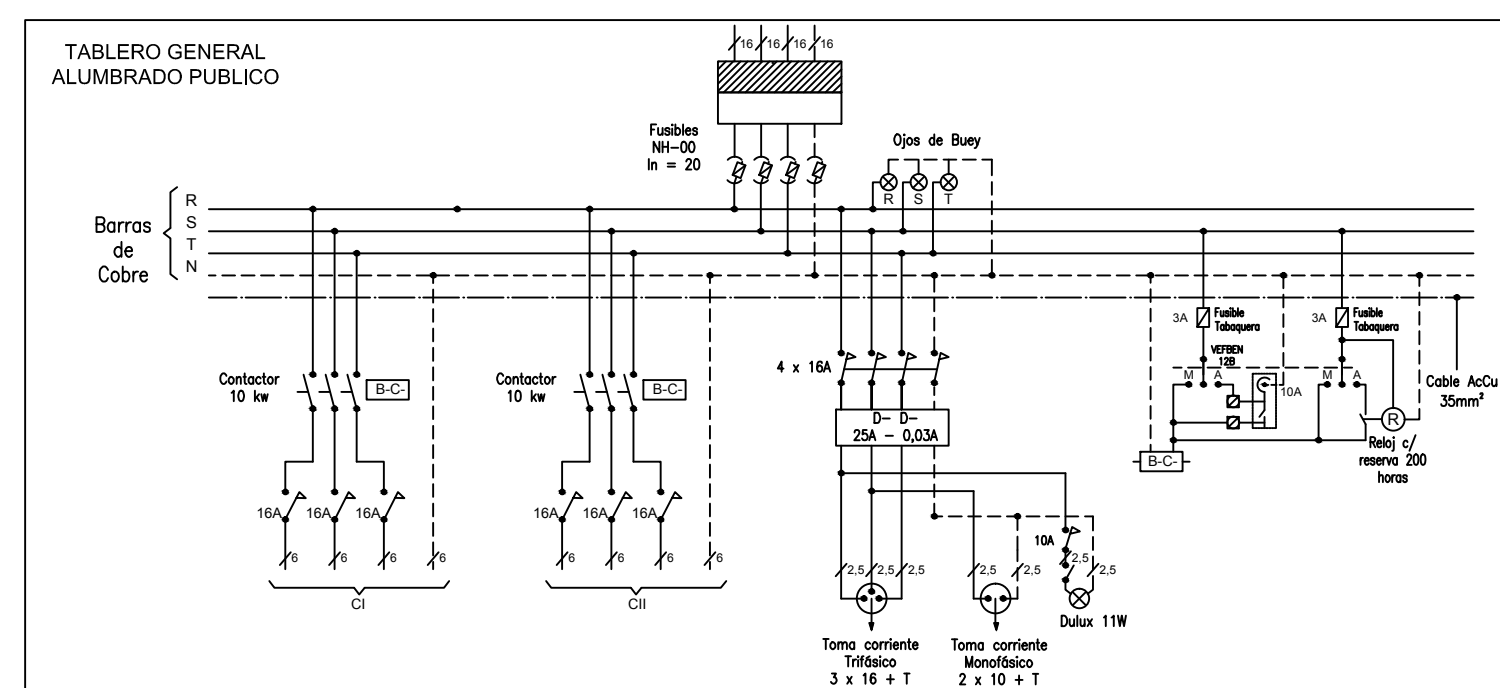 TABLERO GENERAL
ALUMBRADO PUBLICO
16 16 16 16
Fusibles
NH-00
In = 20
Ojos de Buey
R S T
Barras
de
Cobre
R
S
T
N
Contactor
10 kw
B-C-
16A 16A 16A
6 6 6 6
CI
Contactor
10 kw
B-C-
16A 16A 16A
6 6 6 6
CII
4 x 16A
D- D-
25A - 0,03A
10A
2,5 2,5 2,5
2,5 2,5
2,5 2,5
Toma corriente
Trifásico
3 x 16 + T
Toma corriente
Monofásico
2 x 10 + T
Dulux 11W
3A
Fusible
Tabaquera
VEFBEN
12B
M A
10A
B-C-
3A
Fusible
Tabaquera
M A
R
Reloj c/
reserva 200
horas
Cable AcCu
35mm²